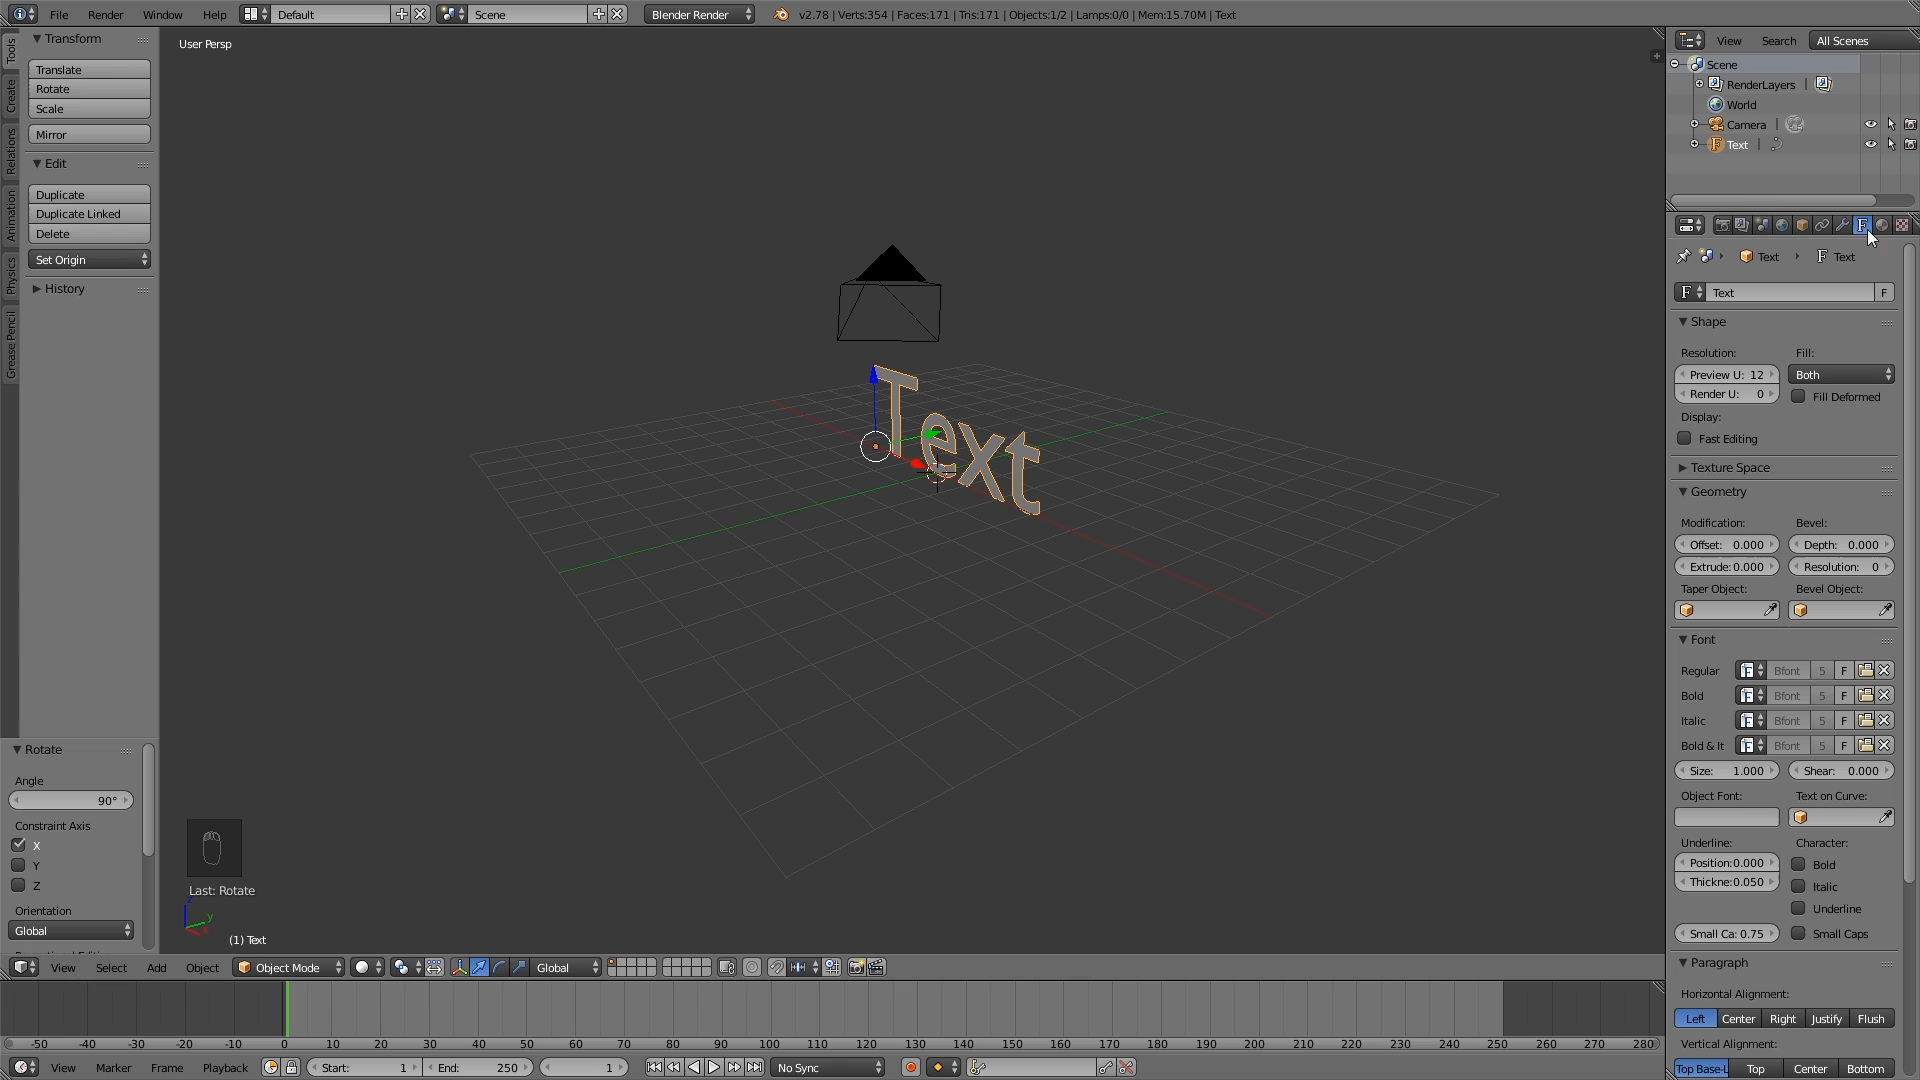 File Render Window Help Default Scene Blender Render v2.78 | Verts:354 | Faces:171 | Tris:171 | Objects:1/2 | Lamps:0/0 | Mem:15.70M | Text
Tools
Create
Relations
Animation
Physics
Grease Pencil
Transform
Translate
Rotate
Scale
Mirror
Edit
Duplicate
Duplicate Linked
Delete
Set Origin
History
Rotate
Angle
90°
Constraint Axis
X
Y
Z
Orientation
Global
User Persp
Text
Last: Rotate
z
y
(1) Text
View Select Add Object Object Mode Global
-50 -40 -30 -20 -10 0 10 20 30 40 50 60 70 80 90 100 110 120 130 140 150 160 170 180 190 200 210 220 230 240 250 260 270 280
View Marker Frame Playback Start: 1 End: 250 1 No Sync
View Search All Scenes
Scene
RenderLayers |
World
Camera |
Text |
Text Text
F Text F
Shape
Resolution: Fill:
Preview U: 12 Both
Render U: 0 Fill Deformed
Display:
Fast Editing
Texture Space
Geometry
Modification: Bevel:
Offset: 0.000 Depth: 0.000
Extrude: 0.000 Resolution: 0
Taper Object: Bevel Object:
Font
Regular Bfont 5 F
Bold Bfont 5 F
Italic Bfont 5 F
Bold & It Bfont 5 F
Size: 1.000 Shear: 0.000
Object Font: Text on Curve:
Underline: Character:
Position:0.000 Bold
Thickne:0.050 Italic
Underline
Small Ca: 0.75 Small Caps
Paragraph
Horizontal Alignment:
Left Center Right Justify Flush
Vertical Alignment:
Top Base-L Top Center Bottom